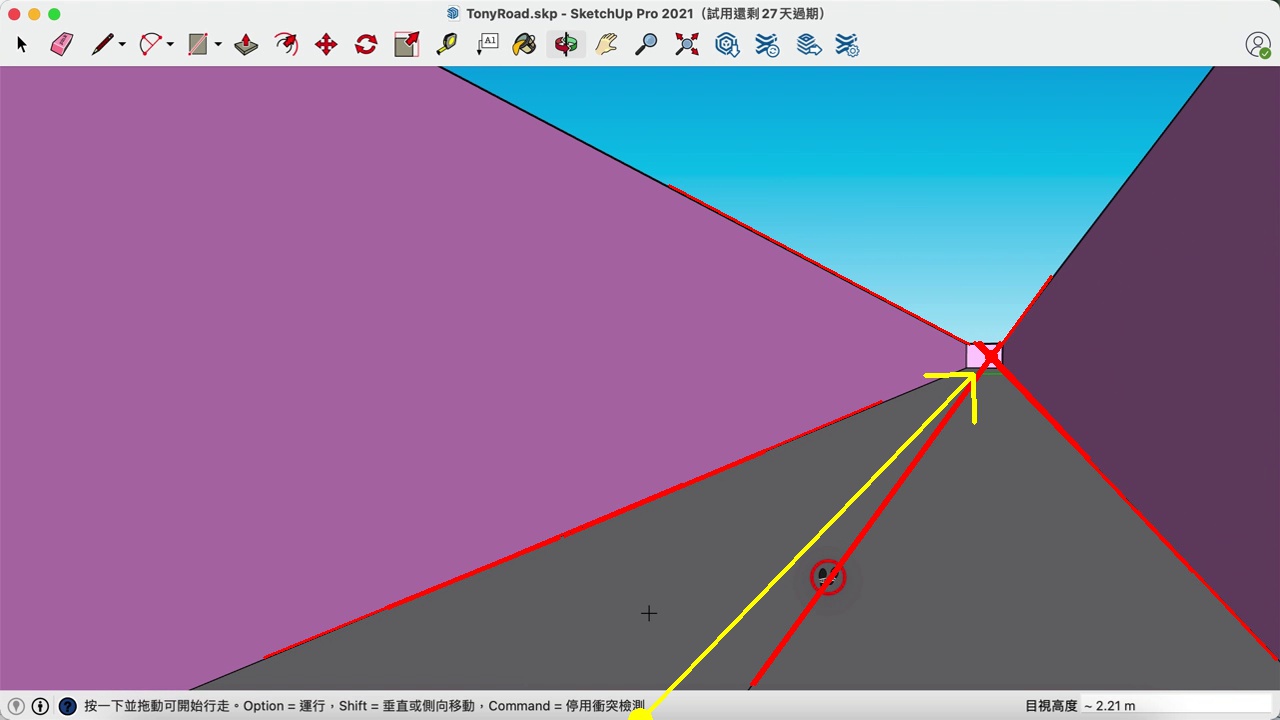 TonyRoad.skp - SketchUp Pro 2021（試用還剩 27 天過期）
A1
按一下並拖動可開始行走。Option = 運行，Shift = 垂直或側向移動，Command = 停用衝突檢測
目視高度 ~ 2.21 m